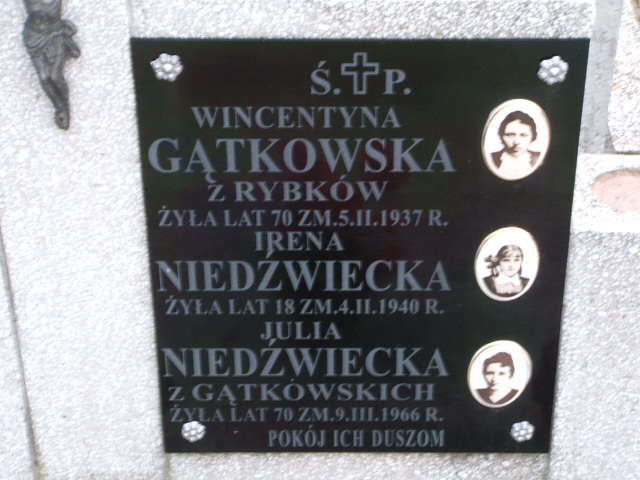 Ś. P.
WINCENTYNA
GĄTKOWSKA
Z RYBKÓW
ŻYŁA LAT 70 ZM.5.II.1937 R.
IRENA
NIEDŹWIECKA
ŻYŁA LAT 18 ZM.4.II.1940 R.
JULIA
NIEDŹWIECKA
Z GĄTKÓWSKICH
ŻYŁA LAT 70 ZM.9.III.1966 R.
POKÓJ ICH DUSZOM